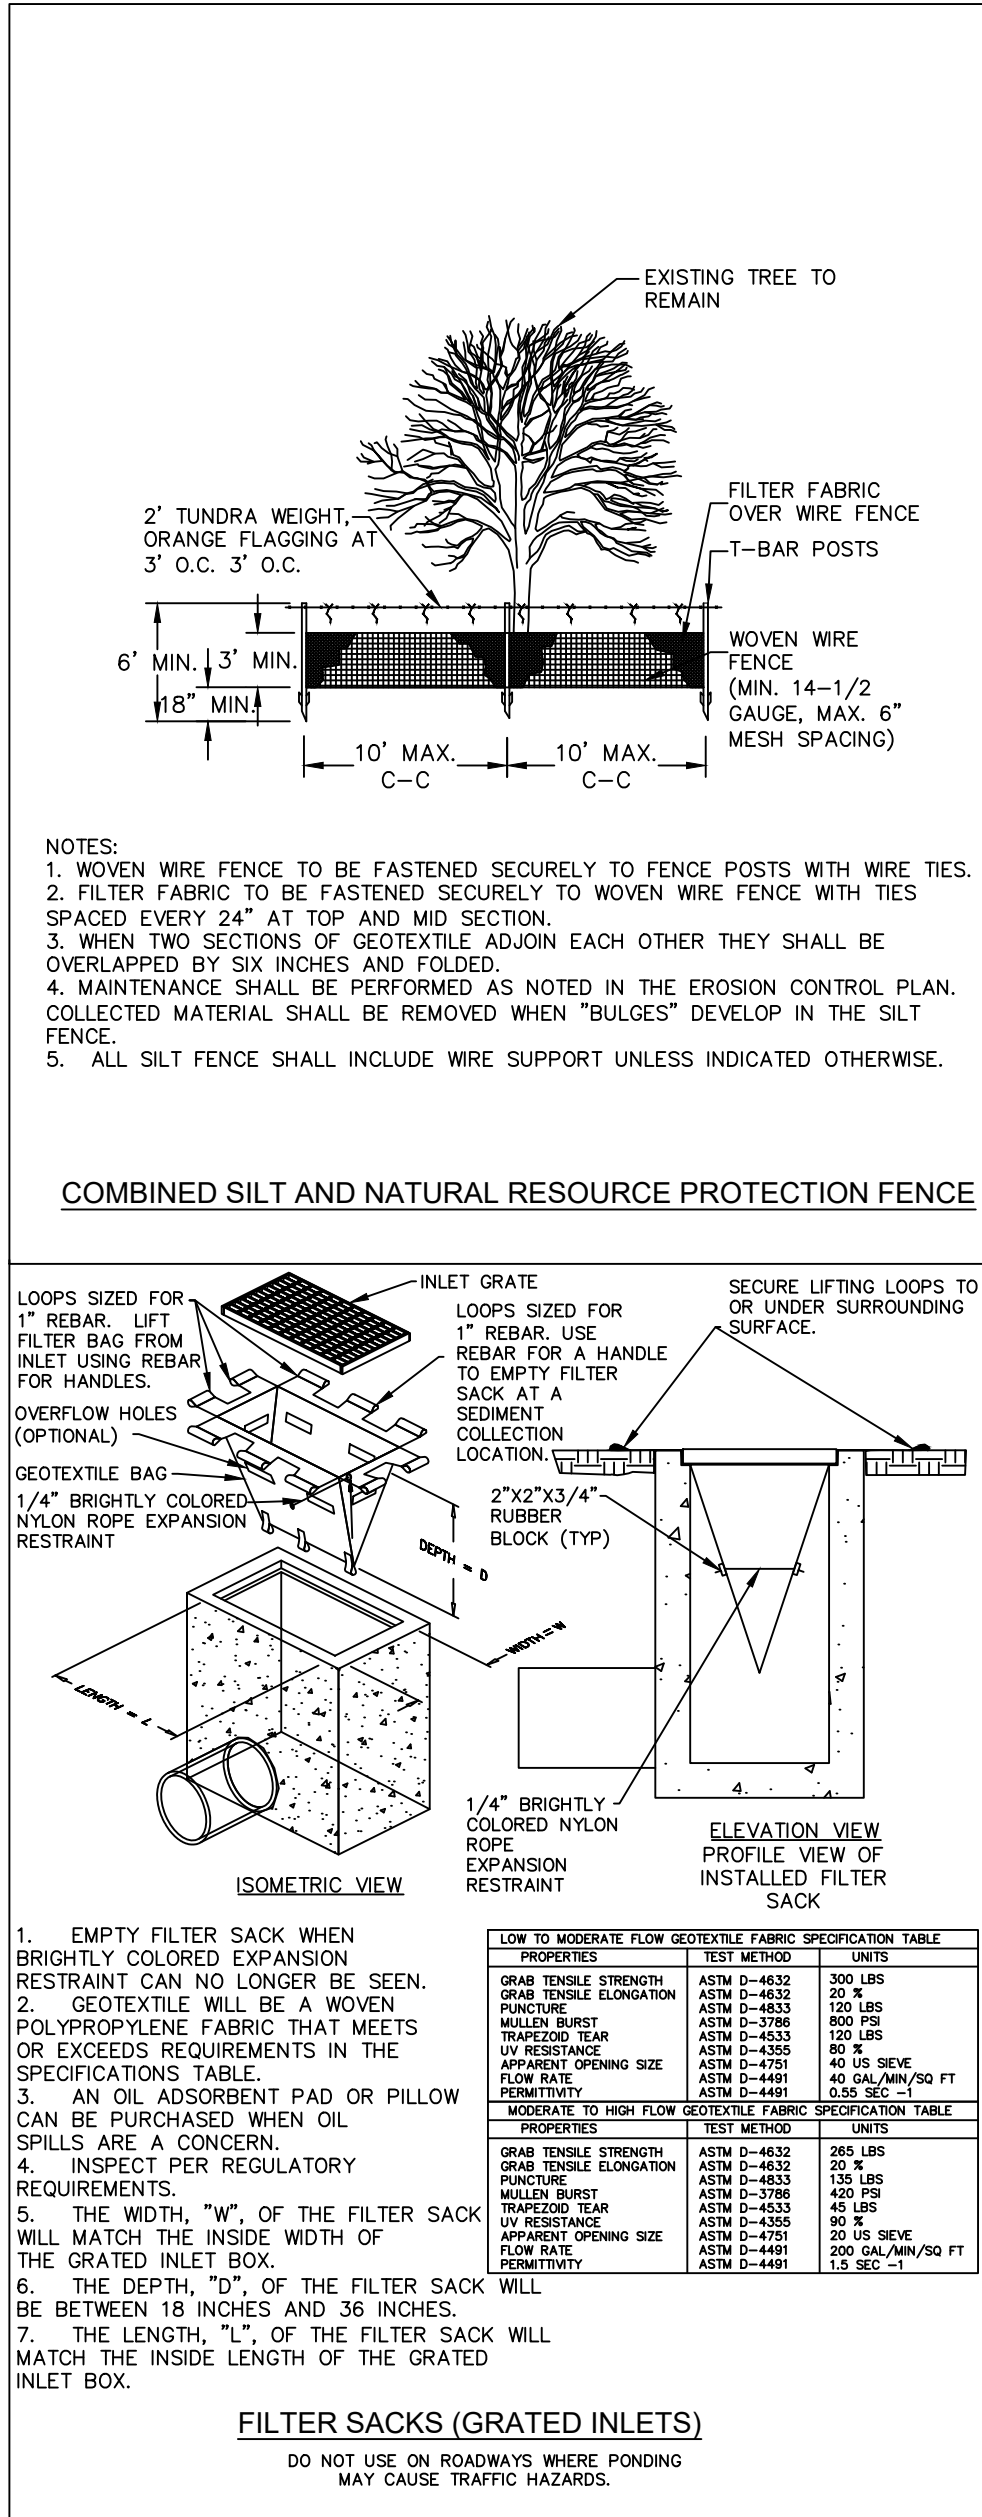 EXISTING TREE TO
REMAIN
2' TUNDRA WEIGHT,
ORANGE FLAGGING AT
3' O.C. 3' O.C.
FILTER FABRIC
OVER WIRE FENCE
T-BAR POSTS
6' MIN.
3' MIN.
18" MIN.
WOVEN WIRE
FENCE
(MIN. 14-1/2
GAUGE, MAX. 6"
MESH SPACING)
10' MAX.
C-C
10' MAX.
C-C
NOTES:
1. WOVEN WIRE FENCE TO BE FASTENED SECURELY TO FENCE POSTS WITH WIRE TIES.
2. FILTER FABRIC TO BE FASTENED SECURELY TO WOVEN WIRE FENCE WITH TIES
SPACED EVERY 24" AT TOP AND MID SECTION.
3. WHEN TWO SECTIONS OF GEOTEXTILE ADJOIN EACH OTHER THEY SHALL BE
OVERLAPPED BY SIX INCHES AND FOLDED.
4. MAINTENANCE SHALL BE PERFORMED AS NOTED IN THE EROSION CONTROL PLAN.
COLLECTED MATERIAL SHALL BE REMOVED WHEN "BULGES" DEVELOP IN THE SILT
FENCE.
5. ALL SILT FENCE SHALL INCLUDE WIRE SUPPORT UNLESS INDICATED OTHERWISE.
COMBINED SILT AND NATURAL RESOURCE PROTECTION FENCE
LOOPS SIZED FOR
1" REBAR. LIFT
FILTER BAG FROM
INLET USING REBAR
FOR HANDLES.
OVERFLOW HOLES
(OPTIONAL)
GEOTEXTILE BAG
1/4" BRIGHTLY COLORED
NYLON ROPE EXPANSION
RESTRAINT
INLET GRATE
LOOPS SIZED FOR
1" REBAR. USE
REBAR FOR A HANDLE
TO EMPTY FILTER
SACK AT A
SEDIMENT
COLLECTION
LOCATION.
DEPTH = D
WIDTH = W
LENGTH = L
ISOMETRIC VIEW
SECURE LIFTING LOOPS TO
OR UNDER SURROUNDING
SURFACE.
2"X2"X3/4"
RUBBER
BLOCK (TYP)
1/4" BRIGHTLY
COLORED NYLON
ROPE
EXPANSION
RESTRAINT
ELEVATION VIEW
PROFILE VIEW OF
INSTALLED FILTER
SACK
1. EMPTY FILTER SACK WHEN
BRIGHTLY COLORED EXPANSION
RESTRAINT CAN NO LONGER BE SEEN.
2. GEOTEXTILE WILL BE A WOVEN
POLYPROPYLENE FABRIC THAT MEETS
OR EXCEEDS REQUIREMENTS IN THE
SPECIFICATIONS TABLE.
3. AN OIL ADSORBENT PAD OR PILLOW
CAN BE PURCHASED WHEN OIL
SPILLS ARE A CONCERN.
4. INSPECT PER REGULATORY
REQUIREMENTS.
5. THE WIDTH, "W", OF THE FILTER SACK
WILL MATCH THE INSIDE WIDTH OF
THE GRATED INLET BOX.
6. THE DEPTH, "D", OF THE FILTER SACK WILL
BE BETWEEN 18 INCHES AND 36 INCHES.
7. THE LENGTH, "L", OF THE FILTER SACK WILL
MATCH THE INSIDE LENGTH OF THE GRATED
INLET BOX.
LOW TO MODERATE FLOW GEOTEXTILE FABRIC SPECIFICATION TABLE
PROPERTIES TEST METHOD UNITS
GRAB TENSILE STRENGTH ASTM D-4632 300 LBS
GRAB TENSILE ELONGATION ASTM D-4632 20 %
PUNCTURE ASTM D-4833 120 LBS
MULLEN BURST ASTM D-3786 800 PSI
TRAPEZOID TEAR ASTM D-4533 120 LBS
UV RESISTANCE ASTM D-4355 80 %
APPARENT OPENING SIZE ASTM D-4751 40 US SIEVE
FLOW RATE ASTM D-4491 40 GAL/MIN/SQ FT
PERMITTIVITY ASTM D-4491 0.55 SEC -1
MODERATE TO HIGH FLOW GEOTEXTILE FABRIC SPECIFICATION TABLE
PROPERTIES TEST METHOD UNITS
GRAB TENSILE STRENGTH ASTM D-4632 265 LBS
GRAB TENSILE ELONGATION ASTM D-4632 20 %
PUNCTURE ASTM D-4833 135 LBS
MULLEN BURST ASTM D-3786 420 PSI
TRAPEZOID TEAR ASTM D-4533 45 LBS
UV RESISTANCE ASTM D-4355 90 %
APPARENT OPENING SIZE ASTM D-4751 20 US SIEVE
FLOW RATE ASTM D-4491 200 GAL/MIN/SQ FT
PERMITTIVITY ASTM D-4491 1.5 SEC -1
FILTER SACKS (GRATED INLETS)
DO NOT USE ON ROADWAYS WHERE PONDING
MAY CAUSE TRAFFIC HAZARDS.